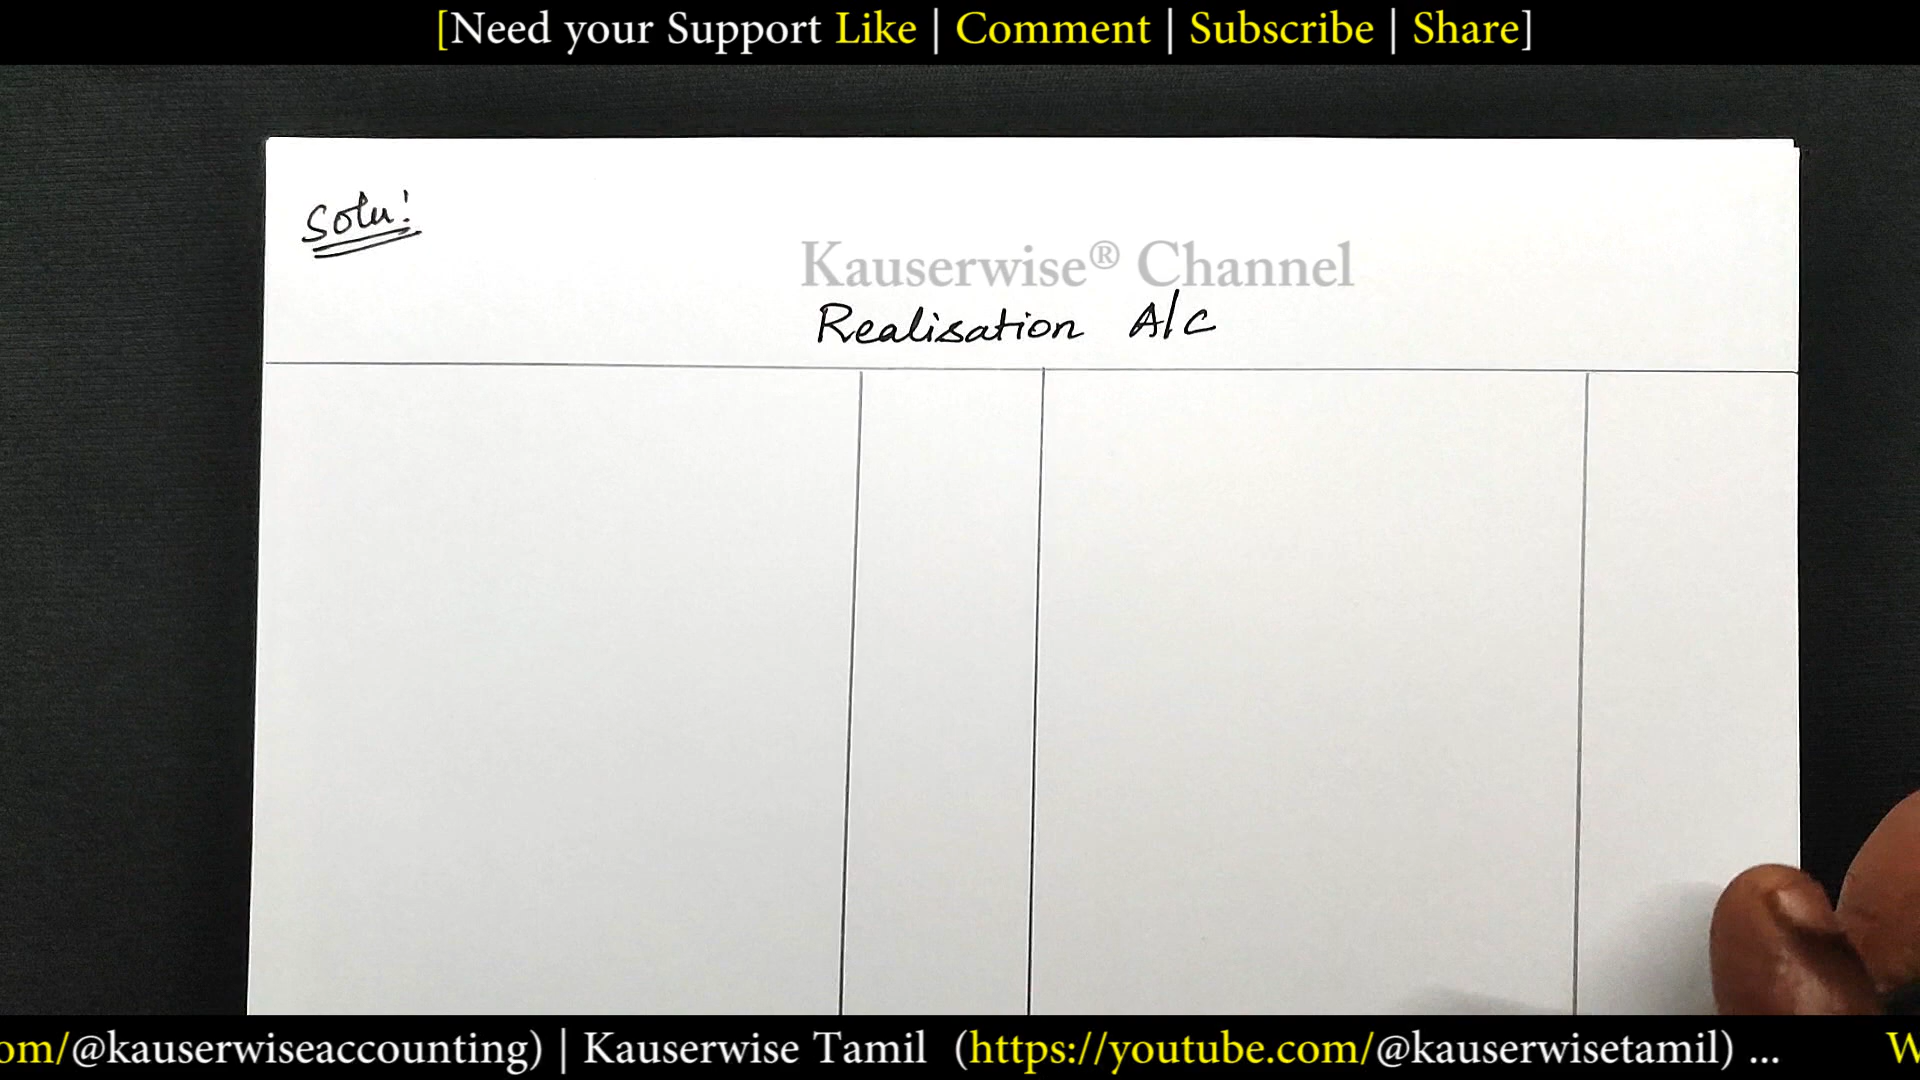 [Need your Support Like | Comment | Subscribe | Share]
Solu:
Kauserwise® Channel
Realisation A/C
om/@kauserwiseaccounting) | Kauserwise Tamil (https://youtube.com/@kauserwisetamil) ... W